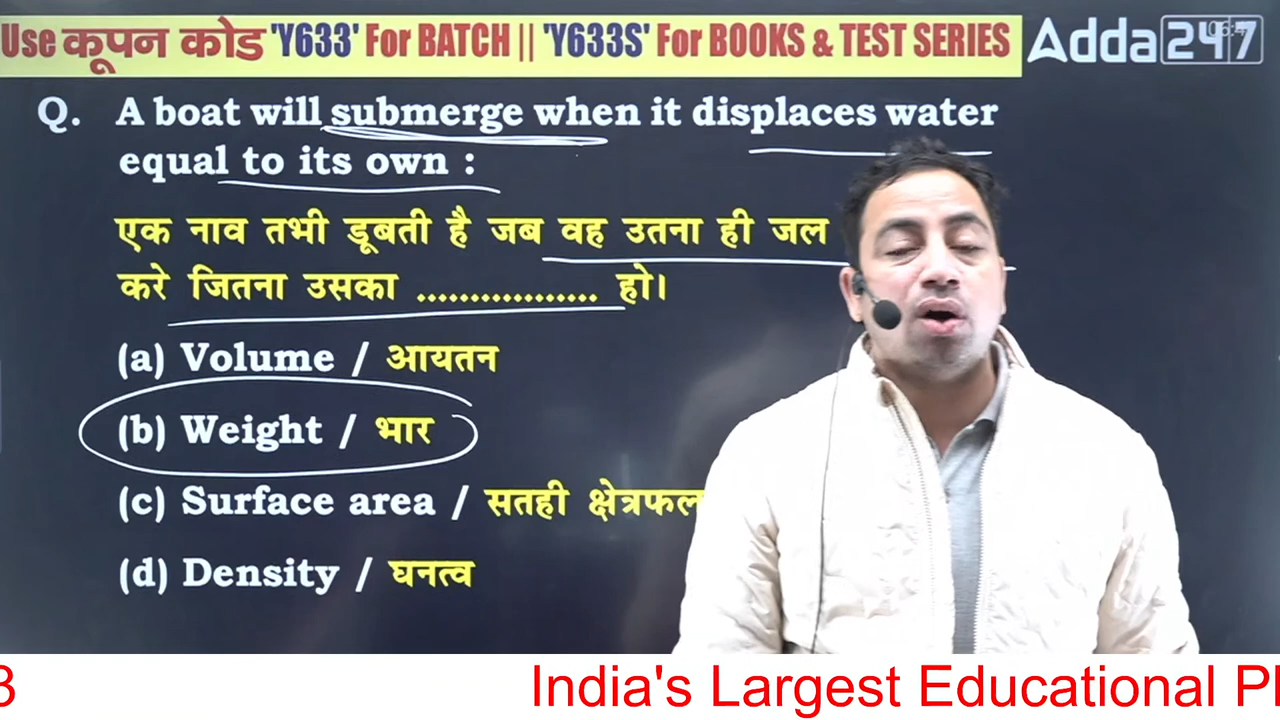 Use कूपन कोड 'Y633' For BATCH || 'Y633S' For BOOKS & TEST SERIES
Adda247
Q. A boat will submerge when it displaces water
equal to its own :
एक नाव तभी डूबती है जब वह उतना ही जल
करे जितना उसका ................. हो।
(a) Volume / आयतन
(b) Weight / भार
(c) Surface area / सतही क्षेत्रफल
(d) Density / घनत्व
3 India's Largest Educational Pl